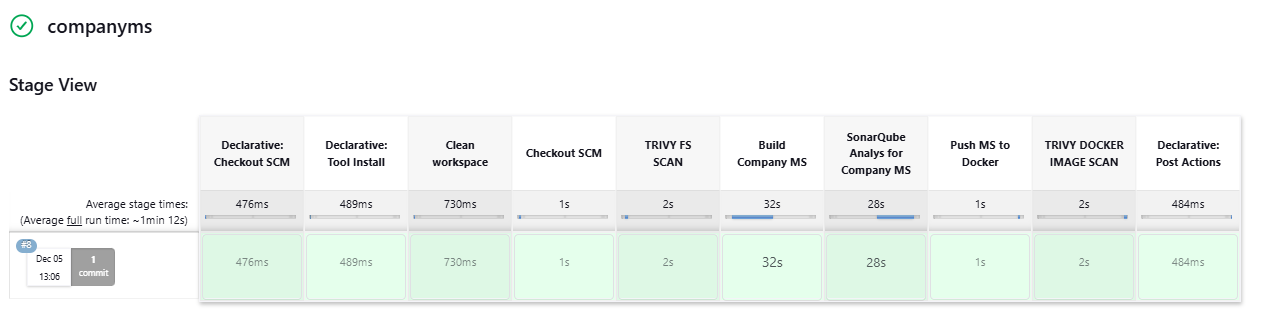 companyms
Stage View
Declarative: Checkout SCM
Declarative: Tool Install
Clean workspace
Checkout SCM
TRIVY FS SCAN
Build Company MS
SonarQube Analys for Company MS
Push MS to Docker
TRIVY DOCKER IMAGE SCAN
Declarative: Post Actions
Average stage times:
(Average full run time: ~1min 12s)
476ms
489ms
730ms
1s
2s
32s
28s
1s
2s
484ms
#8
Dec 05
13:06
1
commit
476ms
489ms
730ms
1s
2s
32s
28s
1s
2s
484ms